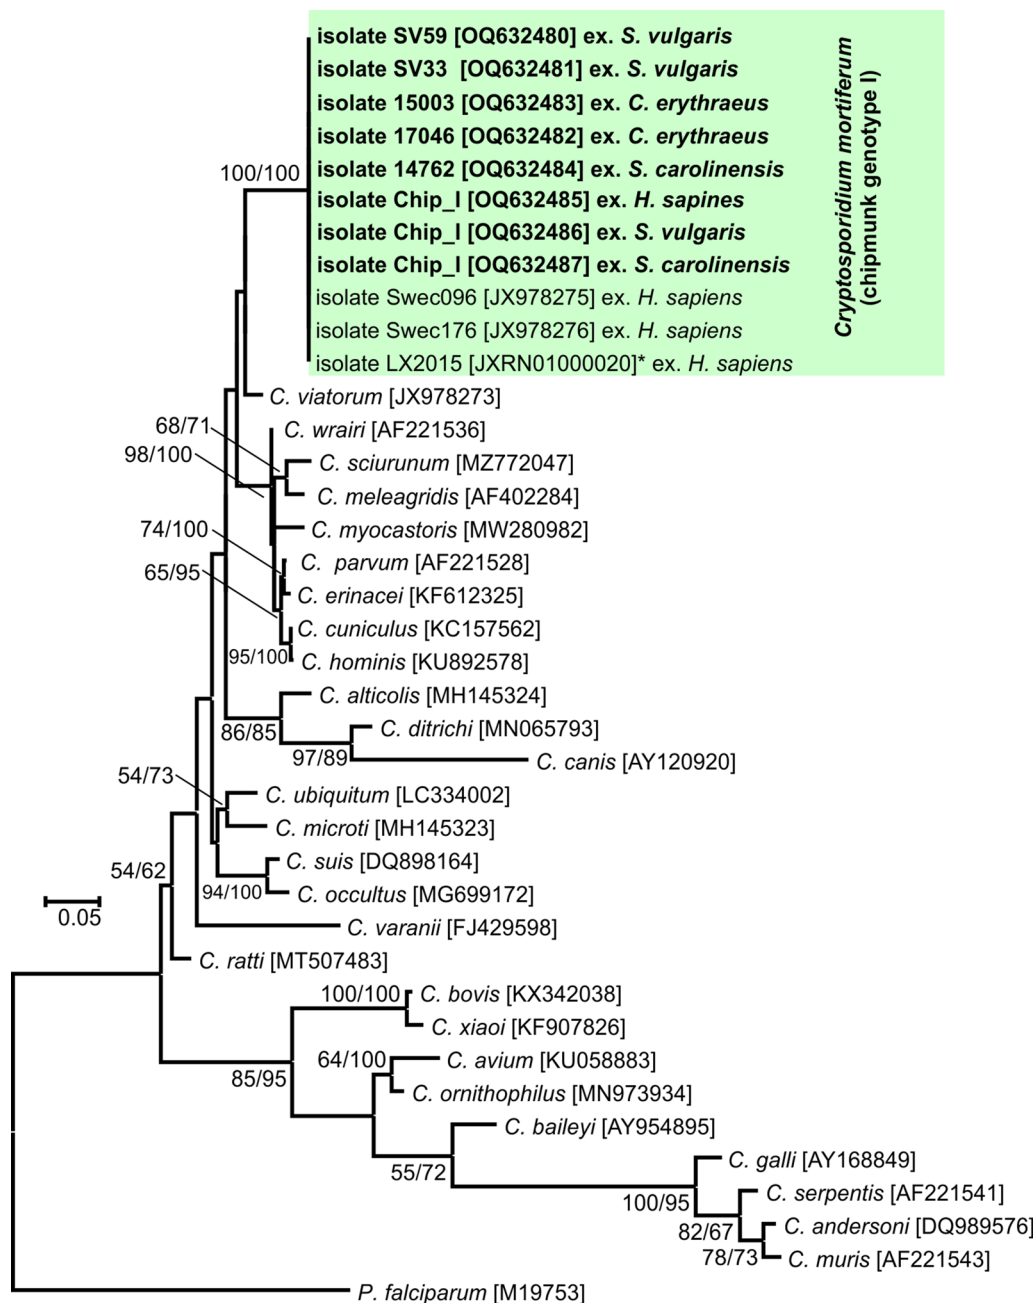 isolate SV59 [OQ632480] ex. S. vulgaris
isolate SV33 [OQ632481] ex. S. vulgaris
isolate 15003 [OQ632483] ex. C. erythraeus
isolate 17046 [OQ632482] ex. C. erythraeus
isolate 14762 [OQ632484] ex. S. carolinensis
isolate Chip_I [OQ632485] ex. H. sapines
isolate Chip_I [OQ632486] ex. S. vulgaris
isolate Chip_I [OQ632487] ex. S. carolinensis
isolate Swec096 [JX978275] ex. H. sapiens
isolate Swec176 [JX978276] ex. H. sapiens
isolate LX2015 [JXRN01000020]* ex. H. sapiens
Cryptosporidium mortiferum
(chipmunk genotype I)
100/100
C. viatorum [JX978273]
68/71
C. wrairi [AF221536]
98/100
C. sciurunum [MZ772047]
C. meleagridis [AF402284]
74/100
C. myocastoris [MW280982]
C. parvum [AF221528]
65/95
C. erinacei [KF612325]
C. cuniculus [KC157562]
95/100
C. hominis [KU892578]
C. alticolis [MH145324]
86/85
C. ditrichi [MN065793]
97/89
C. canis [AY120920]
54/73
C. ubiquitum [LC334002]
C. microti [MH145323]
C. suis [DQ898164]
54/62
94/100
C. occultus [MG699172]
0.05
C. varanii [FJ429598]
C. ratti [MT507483]
100/100
C. bovis [KX342038]
C. xiaoi [KF907826]
64/100
C. avium [KU058883]
85/95
C. ornithophilus [MN973934]
C. baileyi [AY954895]
55/72
C. galli [AY168849]
100/95
C. serpentis [AF221541]
82/67
C. andersoni [DQ989576]
78/73
C. muris [AF221543]
P. falciparum [M19753]